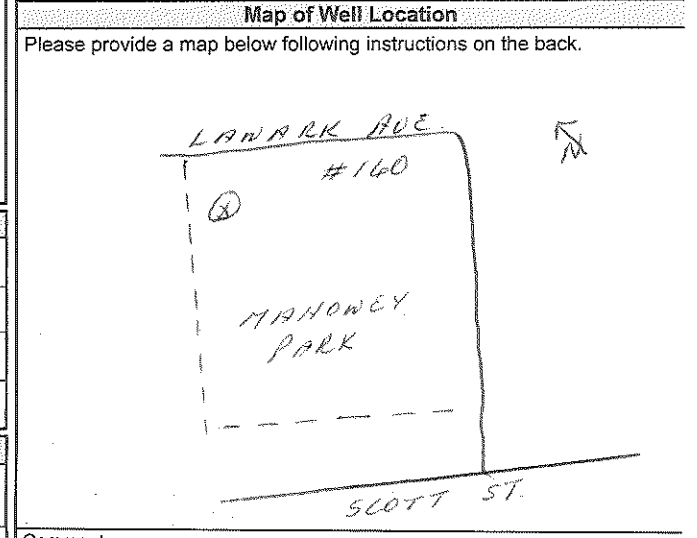 Map of Well Location
Please provide a map below following instructions on the back.
LANARK AVE.
#160
N
X
MAHONEY
PARK
SCOTT ST.